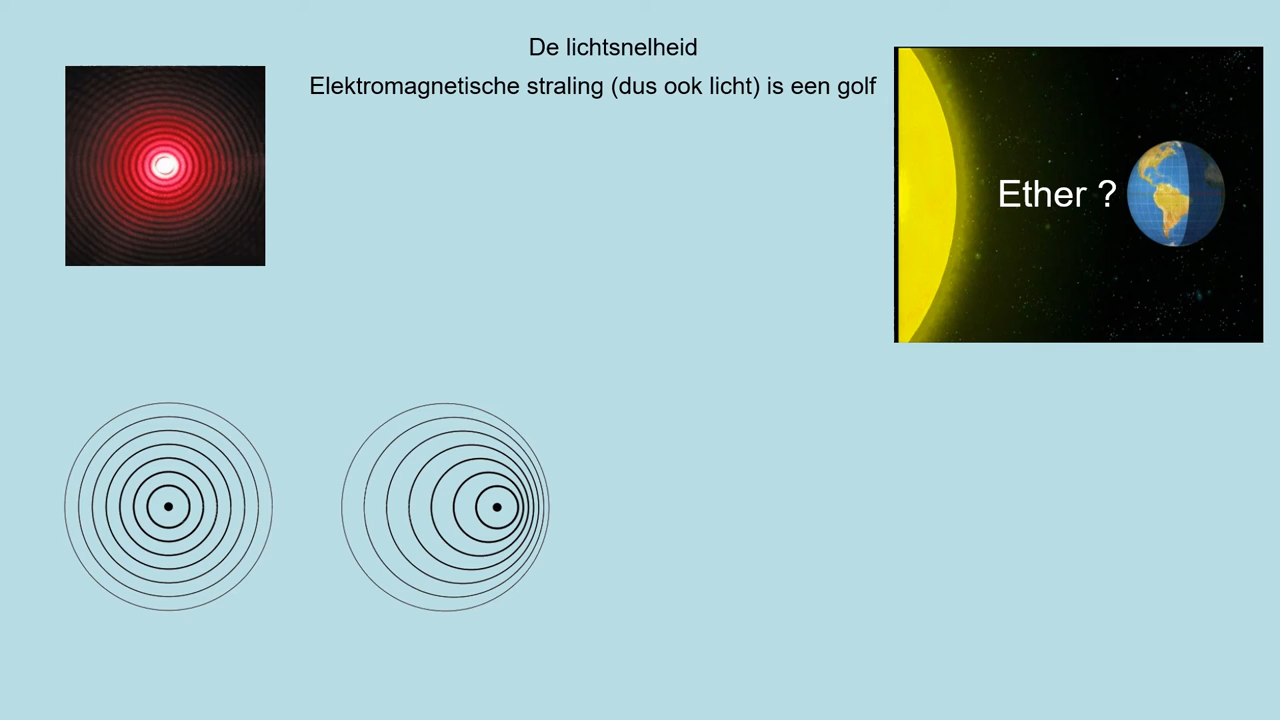 De lichtsnelheid
Elektromagnetische straling (dus ook licht) is een golf
Ether ?